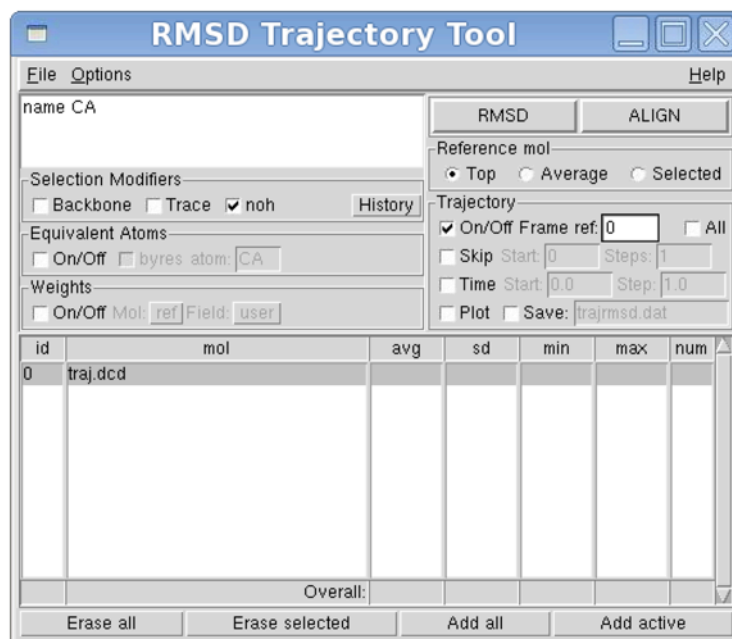 RMSD Trajectory Tool
File Options Help
name CA
RMSD ALIGN
Reference mol
Top Average Selected
Selection Modifiers
Backbone Trace noh History
Trajectory
On/Off Frame ref: 0 All
Equivalent Atoms
On/Off byres atom: CA
Skip Start: 0 Steps: 1
Time Start: 0.0 Step: 1.0
Weights
On/Off Mol: ref Field: user
Plot Save: trajrmsd.dat
id mol avg sd min max num
0 traj.dcd
Overall:
Erase all Erase selected Add all Add active